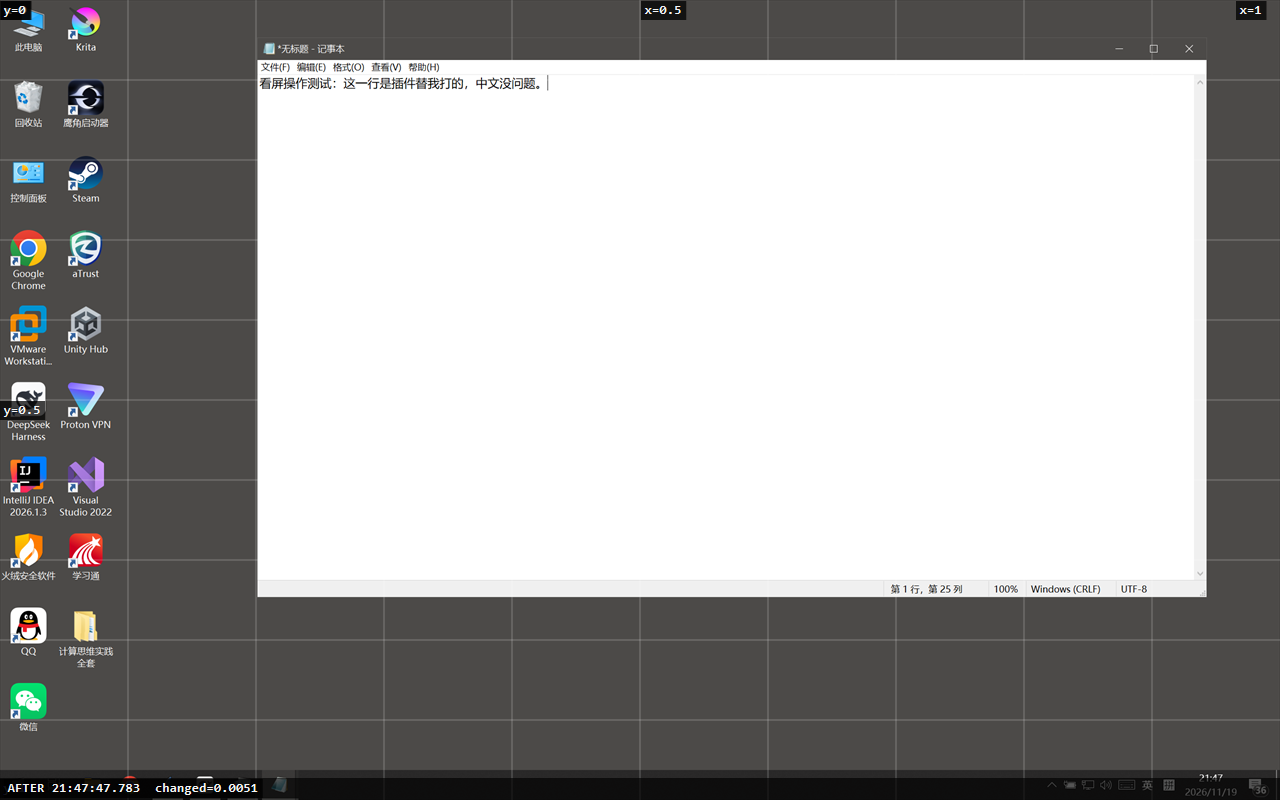 y=0
x=0.5
x=1
此电脑
Krita
*无标题 - 记事本
文件(F) 编辑(E) 格式(O) 查看(V) 帮助(H)
看屏操作测试：这一行是插件替我打的，中文没问题。
回收站
鹰角启动器
控制面板
Steam
Google
Chrome
aTrust
VMware
Workstati...
Unity Hub
y=0.5
DeepSeek
Harness
Proton VPN
IJ
IntelliJ IDEA
2026.1.3
Visual
Studio 2022
火绒安全软件
学习通
第 1 行，第 25 列
100%
Windows (CRLF)
UTF-8
QQ
计算思维实践
全套
微信
AFTER 21:47:47.783 changed=0.0051
英
21:47
2026/11/19
36